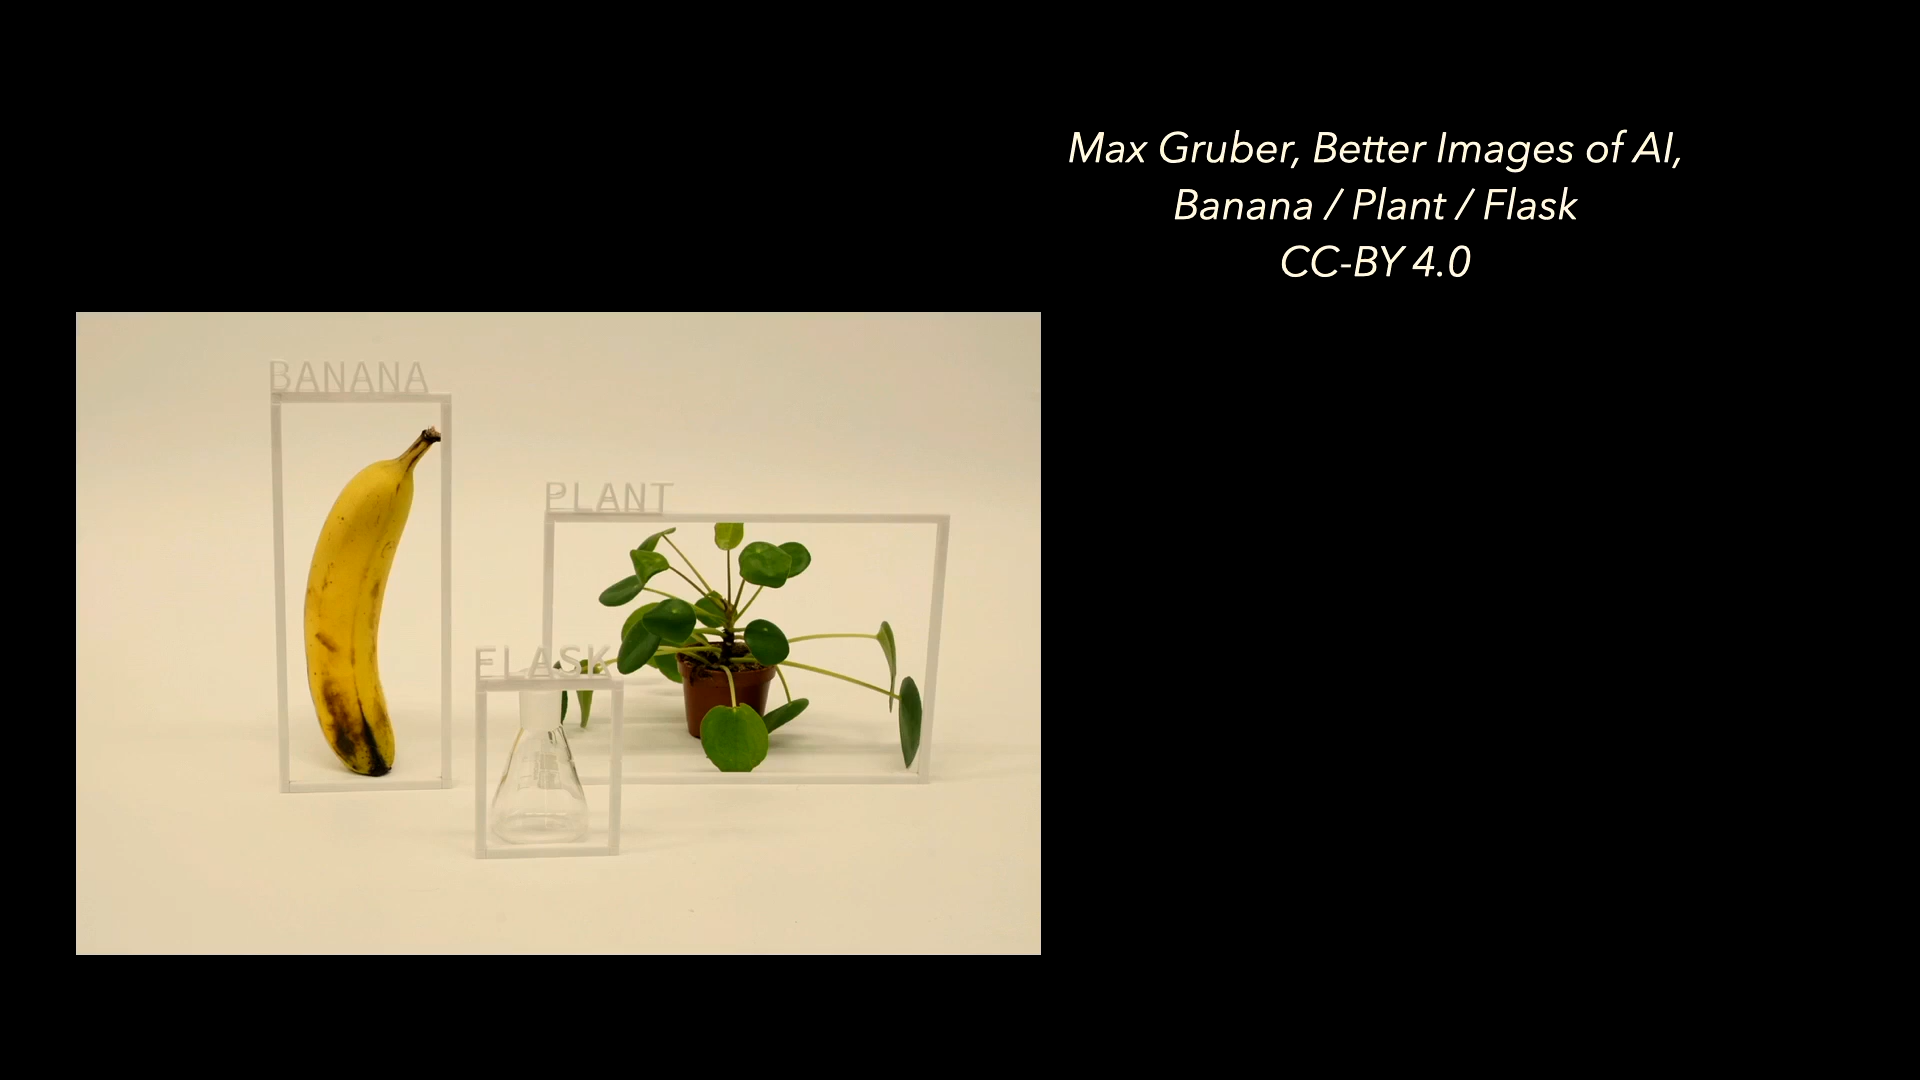 Max Gruber, Better Images of AI,
Banana / Plant / Flask
CC-BY 4.0
BANANA
PLANT
FLASK